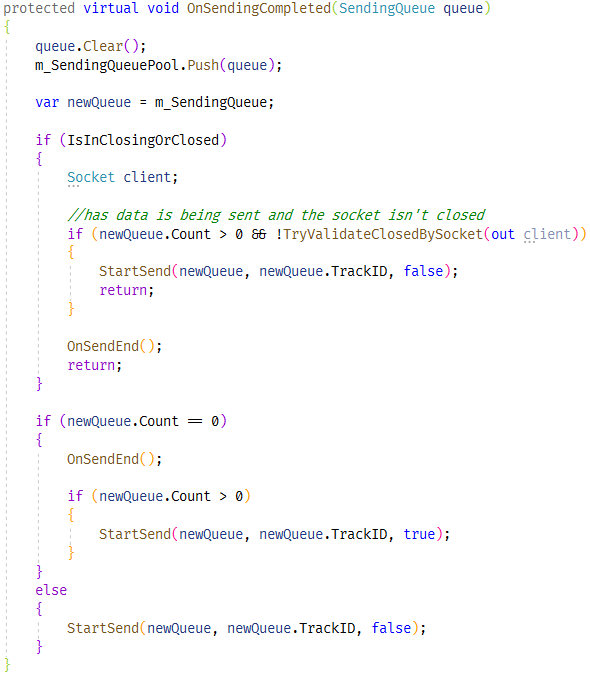 protected virtual void OnSendingCompleted(SendingQueue queue)
{
    queue.Clear();
    m_SendingQueuePool.Push(queue);

    var newQueue = m_SendingQueue;

    if (IsInClosingOrClosed)
    {
        Socket client;

        //has data is being sent and the socket isn't closed
        if (newQueue.Count > 0 && !TryValidateClosedBySocket(out client))
        {
            StartSend(newQueue, newQueue.TrackID, false);
            return;
        }

        OnSendEnd();
        return;
    }

    if (newQueue.Count == 0)
    {
        OnSendEnd();

        if (newQueue.Count > 0)
        {
            StartSend(newQueue, newQueue.TrackID, true);
        }
    }
    else
    {
        StartSend(newQueue, newQueue.TrackID, false);
    }
}